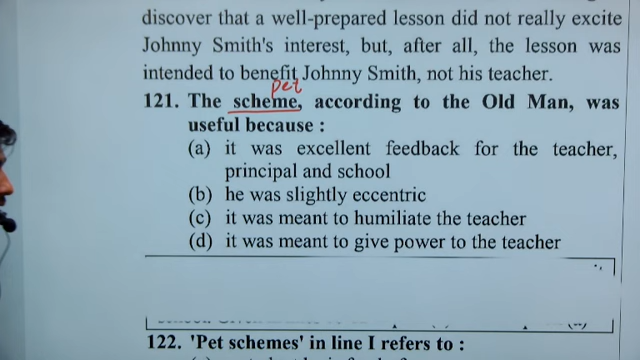 discover that a well-prepared lesson did not really excite
Johnny Smith's interest, but, after all, the lesson was
intended to benefit Johnny Smith, not his teacher.
pet
121. The scheme, according to the Old Man, was
useful because :
(a) it was excellent feedback for the teacher,
principal and school
(b) he was slightly eccentric
(c) it was meant to humiliate the teacher
(d) it was meant to give power to the teacher
122. 'Pet schemes' in line I refers to :